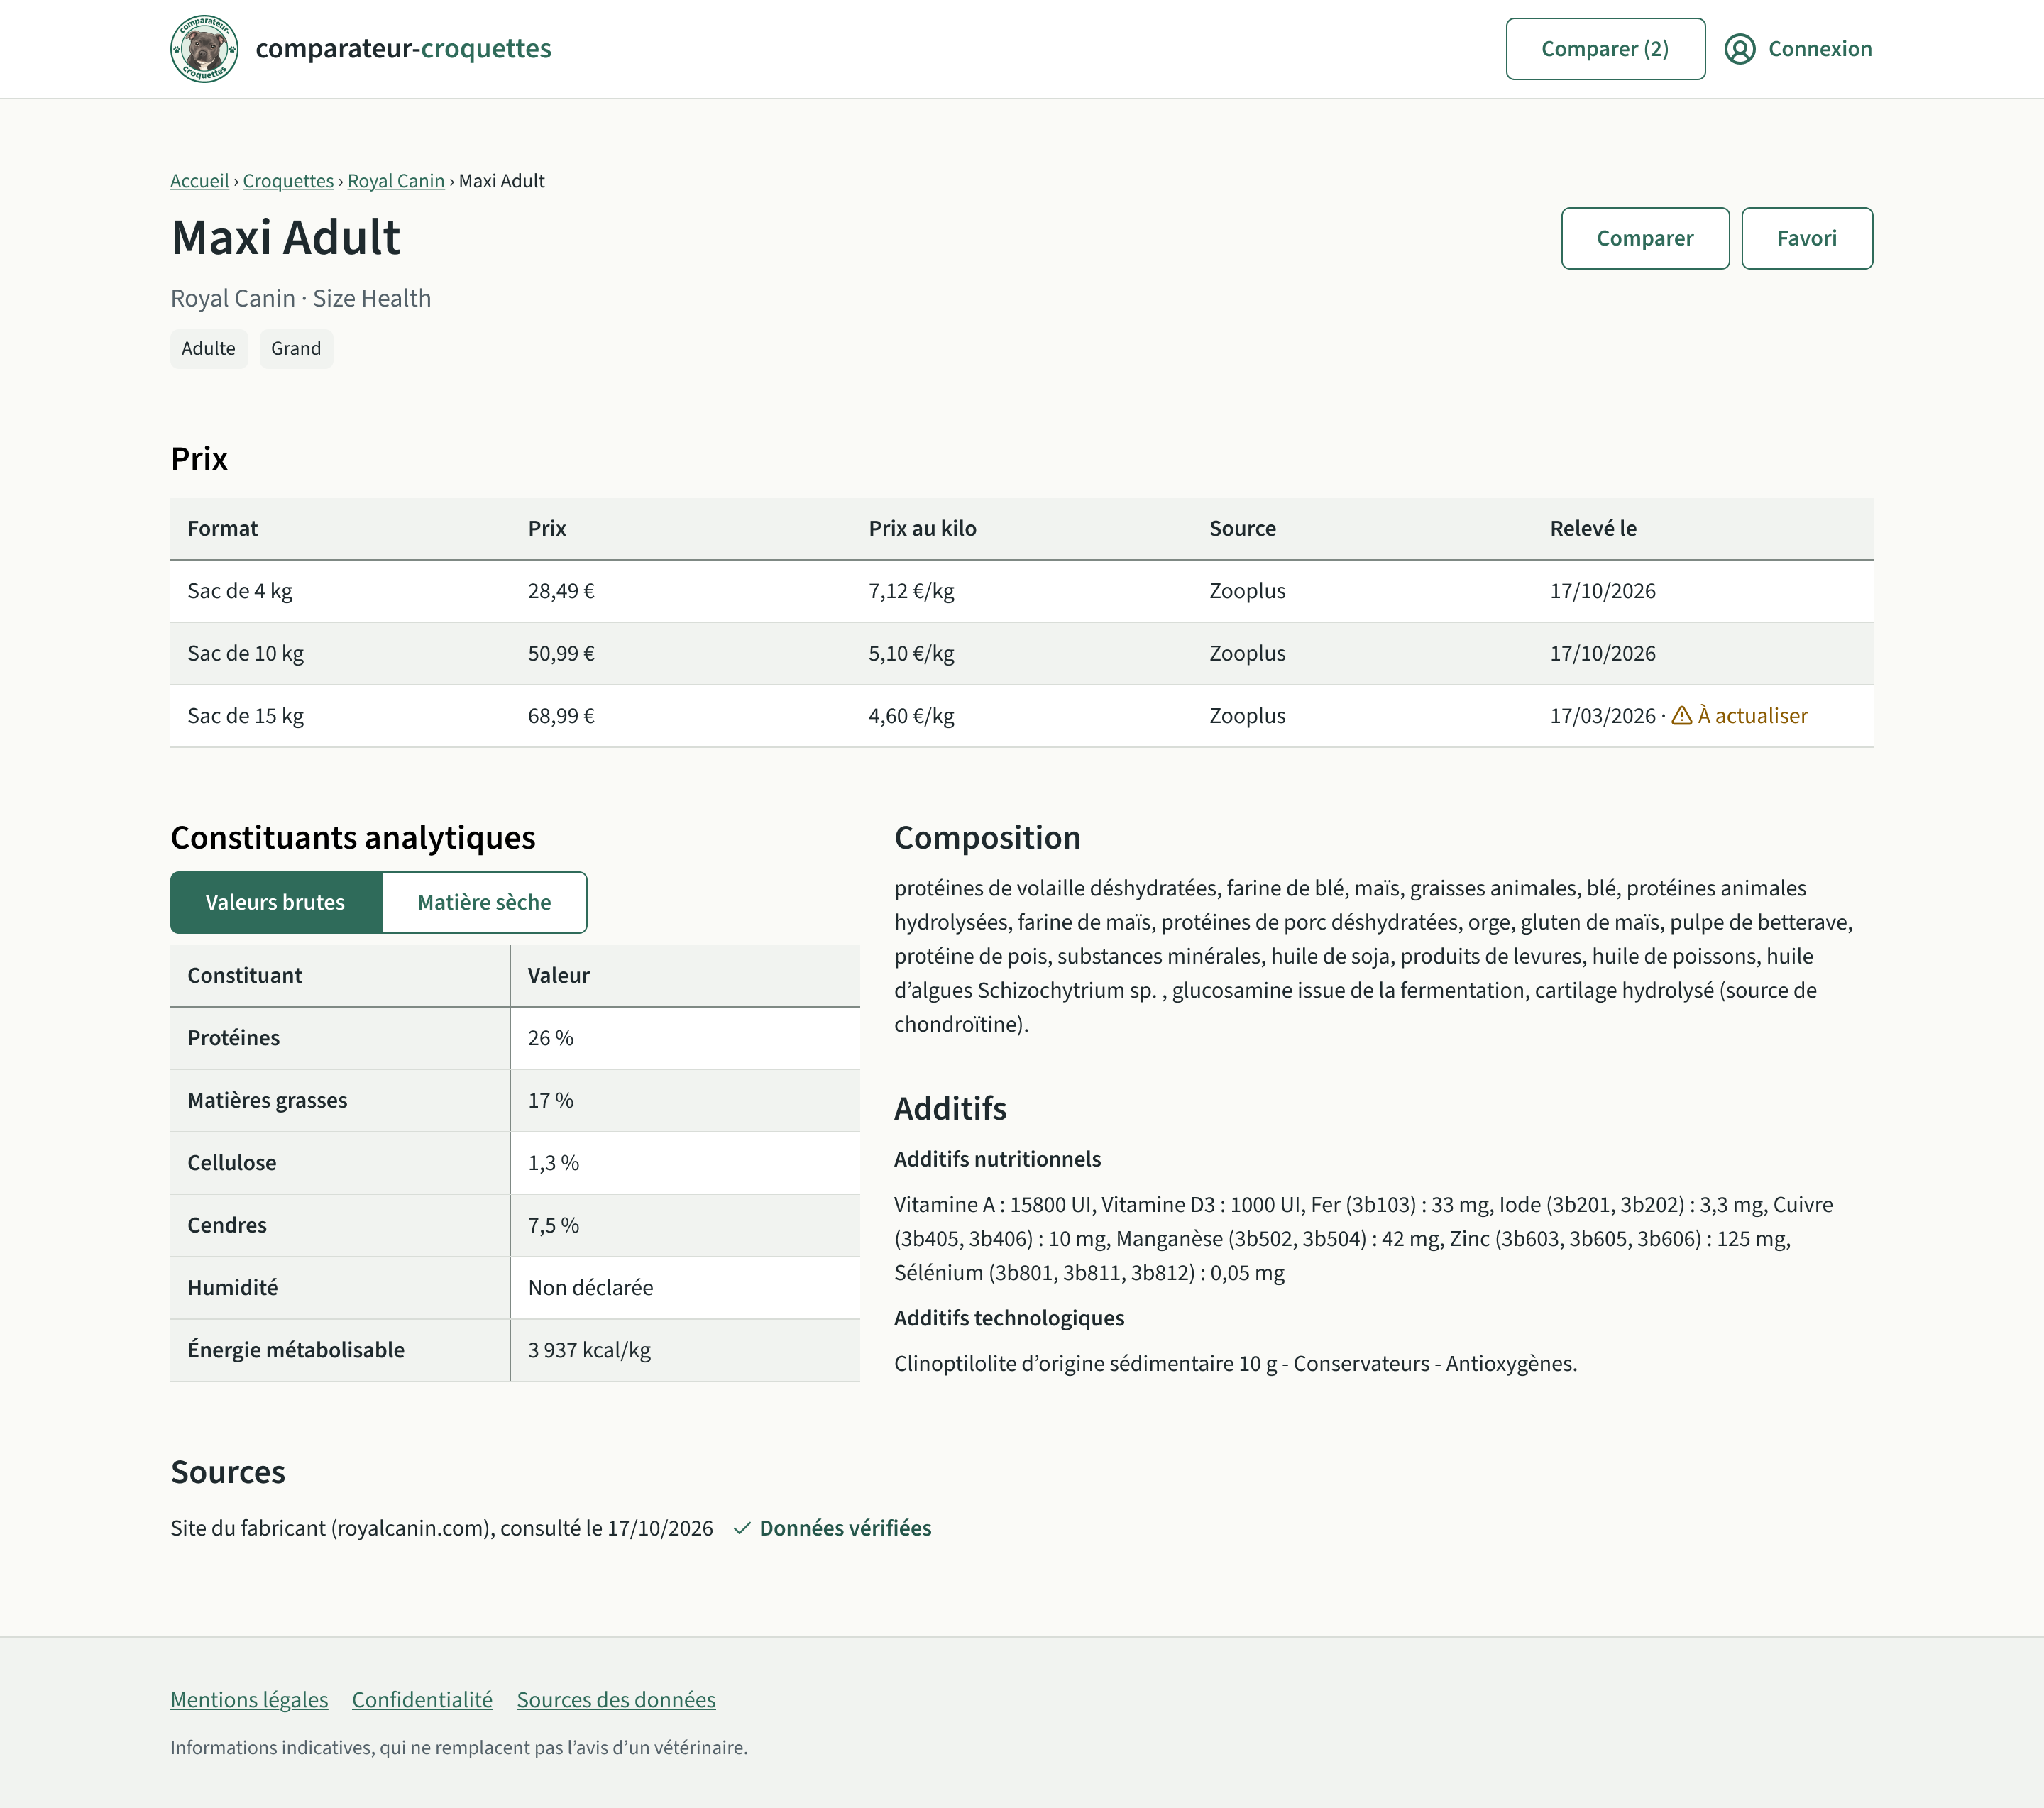 comparateur-
croquettes
comparateur-croquettes
Comparer (2)
Connexion
Accueil › Croquettes › Royal Canin › Maxi Adult
Maxi Adult
Comparer
Favori
Royal Canin · Size Health
Adulte
Grand
Prix
Format Prix Prix au kilo Source Relevé le
Sac de 4 kg 28,49 € 7,12 €/kg Zooplus 17/10/2026
Sac de 10 kg 50,99 € 5,10 €/kg Zooplus 17/10/2026
Sac de 15 kg 68,99 € 4,60 €/kg Zooplus 17/03/2026 · À actualiser
Constituants analytiques
Valeurs brutes
Matière sèche
Constituant Valeur
Protéines 26 %
Matières grasses 17 %
Cellulose 1,3 %
Cendres 7,5 %
Humidité Non déclarée
Énergie métabolisable 3 937 kcal/kg
Composition
protéines de volaille déshydratées, farine de blé, maïs, graisses animales, blé, protéines animales
hydrolysées, farine de maïs, protéines de porc déshydratées, orge, gluten de maïs, pulpe de betterave,
protéine de pois, substances minérales, huile de soja, produits de levures, huile de poissons, huile
d’algues Schizochytrium sp. , glucosamine issue de la fermentation, cartilage hydrolysé (source de
chondroïtine).
Additifs
Additifs nutritionnels
Vitamine A : 15800 UI, Vitamine D3 : 1000 UI, Fer (3b103) : 33 mg, Iode (3b201, 3b202) : 3,3 mg, Cuivre
(3b405, 3b406) : 10 mg, Manganèse (3b502, 3b504) : 42 mg, Zinc (3b603, 3b605, 3b606) : 125 mg,
Sélénium (3b801, 3b811, 3b812) : 0,05 mg
Additifs technologiques
Clinoptilolite d’origine sédimentaire 10 g - Conservateurs - Antioxygènes.
Sources
Site du fabricant (royalcanin.com), consulté le 17/10/2026 Données vérifiées
Mentions légales Confidentialité Sources des données
Informations indicatives, qui ne remplacent pas l’avis d’un vétérinaire.